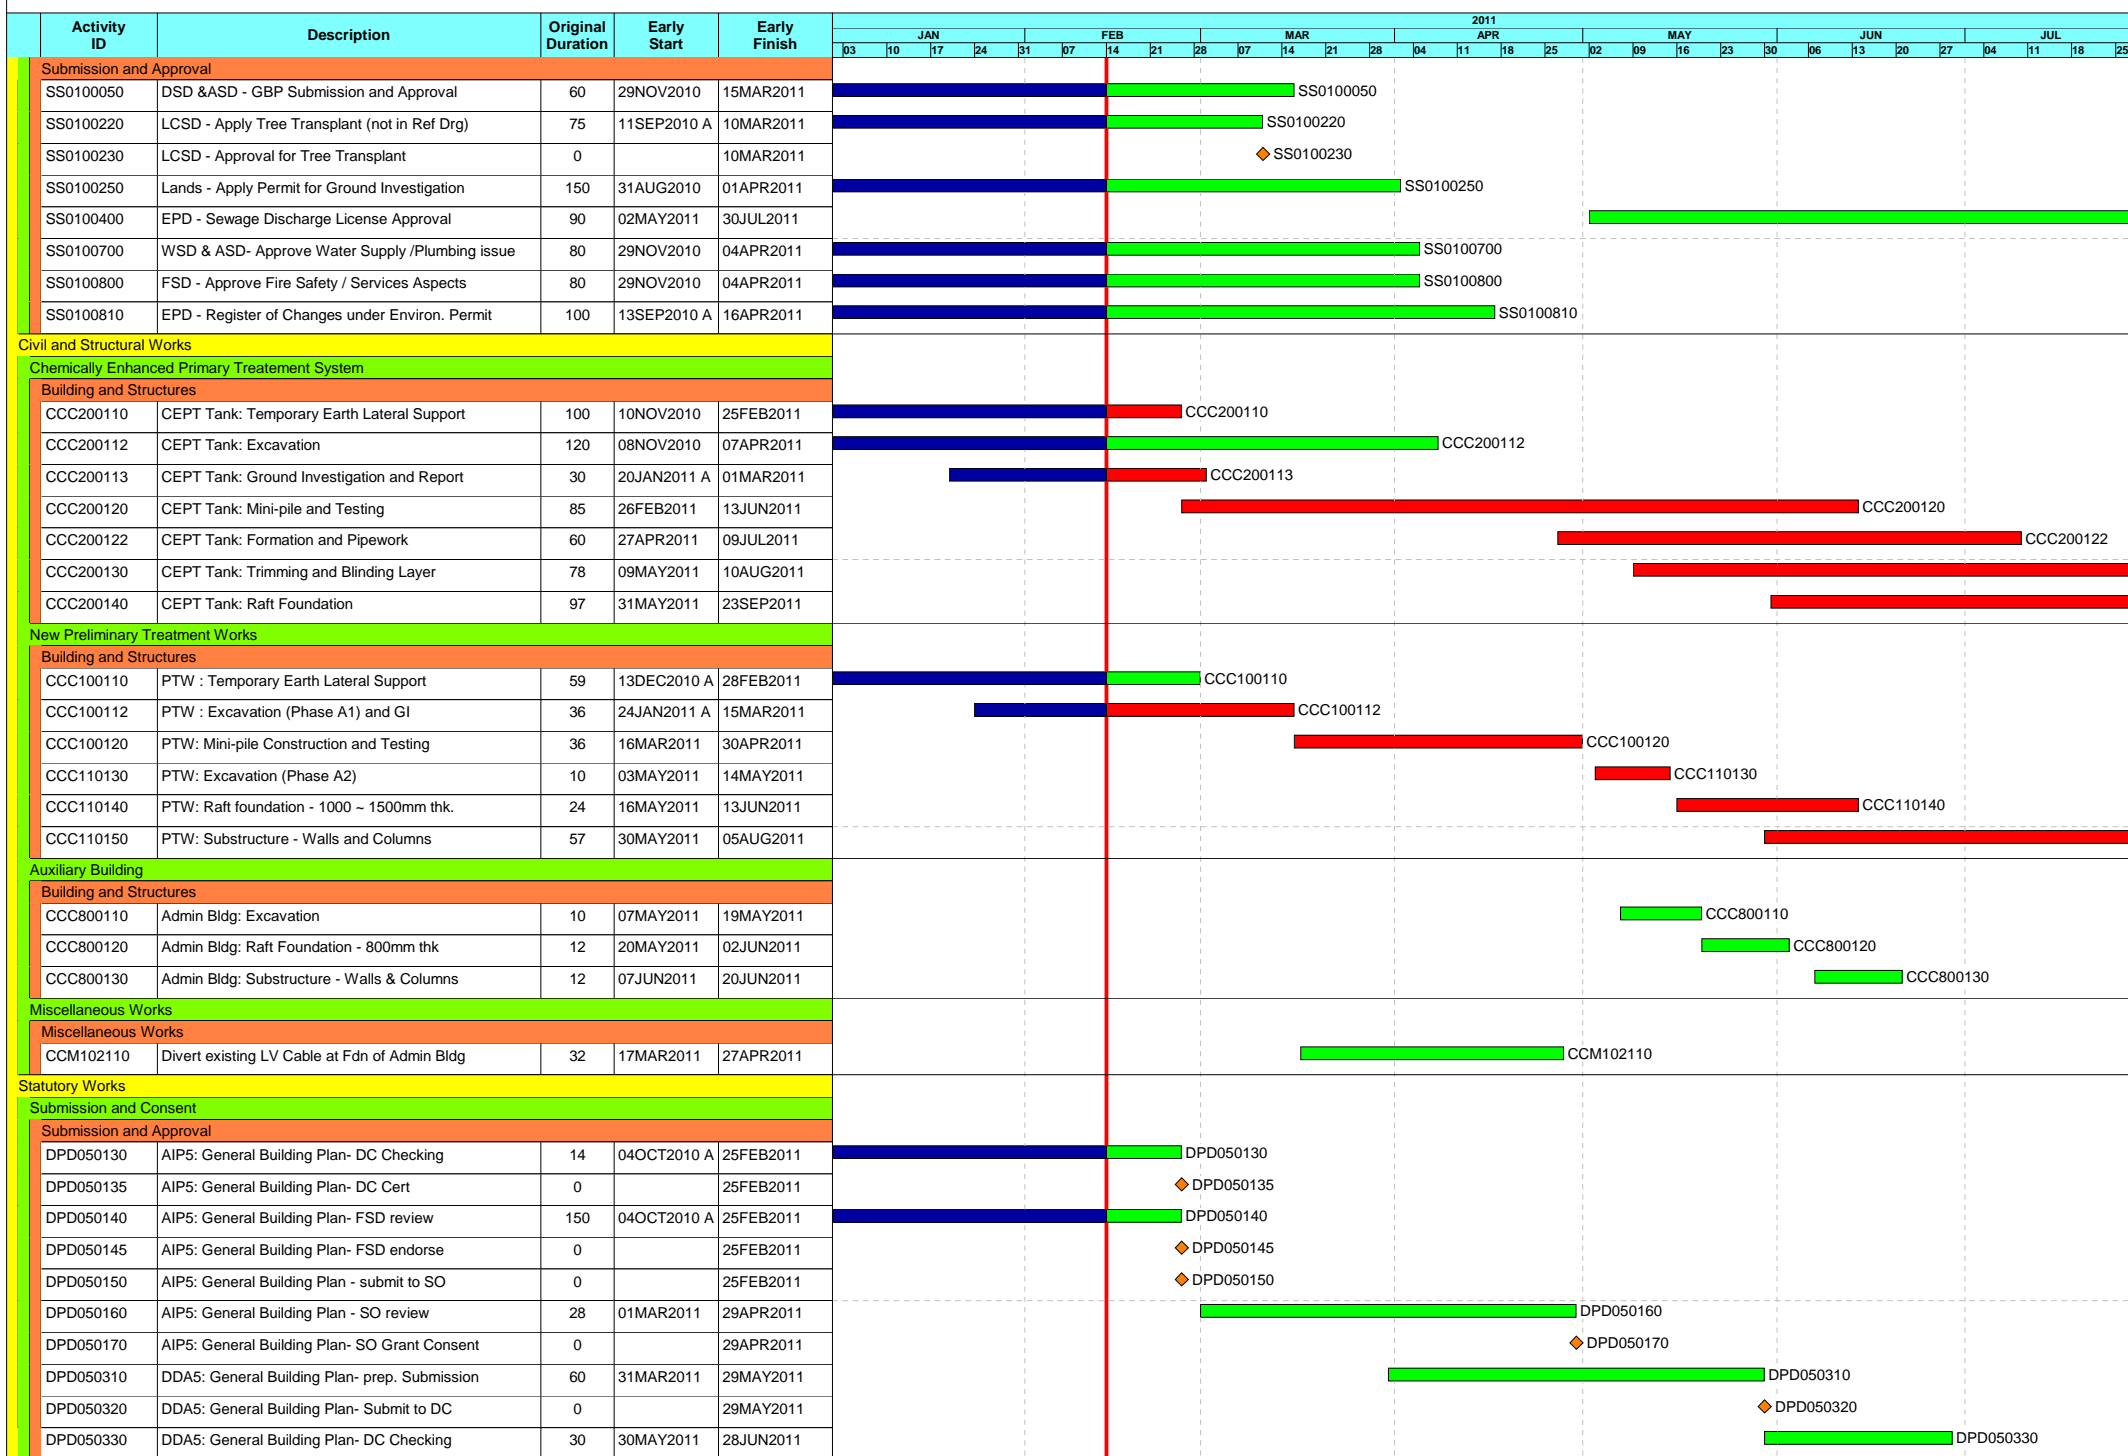 Activity ID Description Original Duration Early Start Early Finish
2011
JAN FEB MAR APR MAY JUN JUL
03 10 17 24 31 07 14 21 28 07 14 21 28 04 11 18 25 02 09 16 23 30 06 13 20 27 04 11 18 25
Submission and Approval
SS0100050 DSD &ASD - GBP Submission and Approval 60 29NOV2010 15MAR2011 SS0100050
SS0100220 LCSD - Apply Tree Transplant (not in Ref Drg) 75 11SEP2010 A 10MAR2011 SS0100220
SS0100230 LCSD - Approval for Tree Transplant 0 10MAR2011 SS0100230
SS0100250 Lands - Apply Permit for Ground Investigation 150 31AUG2010 01APR2011 SS0100250
SS0100400 EPD - Sewage Discharge License Approval 90 02MAY2011 30JUL2011
SS0100700 WSD & ASD- Approve Water Supply /Plumbing issue 80 29NOV2010 04APR2011 SS0100700
SS0100800 FSD - Approve Fire Safety / Services Aspects 80 29NOV2010 04APR2011 SS0100800
SS0100810 EPD - Register of Changes under Environ. Permit 100 13SEP2010 A 16APR2011 SS0100810
Civil and Structural Works
Chemically Enhanced Primary Treatement System
Building and Structures
CCC200110 CEPT Tank: Temporary Earth Lateral Support 100 10NOV2010 25FEB2011 CCC200110
CCC200112 CEPT Tank: Excavation 120 08NOV2010 07APR2011 CCC200112
CCC200113 CEPT Tank: Ground Investigation and Report 30 20JAN2011 A 01MAR2011 CCC200113
CCC200120 CEPT Tank: Mini-pile and Testing 85 26FEB2011 13JUN2011 CCC200120
CCC200122 CEPT Tank: Formation and Pipework 60 27APR2011 09JUL2011 CCC200122
CCC200130 CEPT Tank: Trimming and Blinding Layer 78 09MAY2011 10AUG2011
CCC200140 CEPT Tank: Raft Foundation 97 31MAY2011 23SEP2011
New Preliminary Treatment Works
Building and Structures
CCC100110 PTW : Temporary Earth Lateral Support 59 13DEC2010 A 28FEB2011 CCC100110
CCC100112 PTW : Excavation (Phase A1) and GI 36 24JAN2011 A 15MAR2011 CCC100112
CCC100120 PTW: Mini-pile Construction and Testing 36 16MAR2011 30APR2011 CCC100120
CCC110130 PTW: Excavation (Phase A2) 10 03MAY2011 14MAY2011 CCC110130
CCC110140 PTW: Raft foundation - 1000 ~ 1500mm thk. 24 16MAY2011 13JUN2011 CCC110140
CCC110150 PTW: Substructure - Walls and Columns 57 30MAY2011 05AUG2011
Auxiliary Building
Building and Structures
CCC800110 Admin Bldg: Excavation 10 07MAY2011 19MAY2011 CCC800110
CCC800120 Admin Bldg: Raft Foundation - 800mm thk 12 20MAY2011 02JUN2011 CCC800120
CCC800130 Admin Bldg: Substructure - Walls & Columns 12 07JUN2011 20JUN2011 CCC800130
Miscellaneous Works
Miscellaneous Works
CCM102110 Divert existing LV Cable at Fdn of Admin Bldg 32 17MAR2011 27APR2011 CCM102110
Statutory Works
Submission and Consent
Submission and Approval
DPD050130 AIP5: General Building Plan- DC Checking 14 04OCT2010 A 25FEB2011 DPD050130
DPD050135 AIP5: General Building Plan- DC Cert 0 25FEB2011 DPD050135
DPD050140 AIP5: General Building Plan- FSD review 150 04OCT2010 A 25FEB2011 DPD050140
DPD050145 AIP5: General Building Plan- FSD endorse 0 25FEB2011 DPD050145
DPD050150 AIP5: General Building Plan - submit to SO 0 25FEB2011 DPD050150
DPD050160 AIP5: General Building Plan - SO review 28 01MAR2011 29APR2011 DPD050160
DPD050170 AIP5: General Building Plan- SO Grant Consent 0 29APR2011 DPD050170
DPD050310 DDA5: General Building Plan- prep. Submission 60 31MAR2011 29MAY2011 DPD050310
DPD050320 DDA5: General Building Plan- Submit to DC 0 29MAY2011 DPD050320
DPD050330 DDA5: General Building Plan- DC Checking 30 30MAY2011 28JUN2011 DPD050330